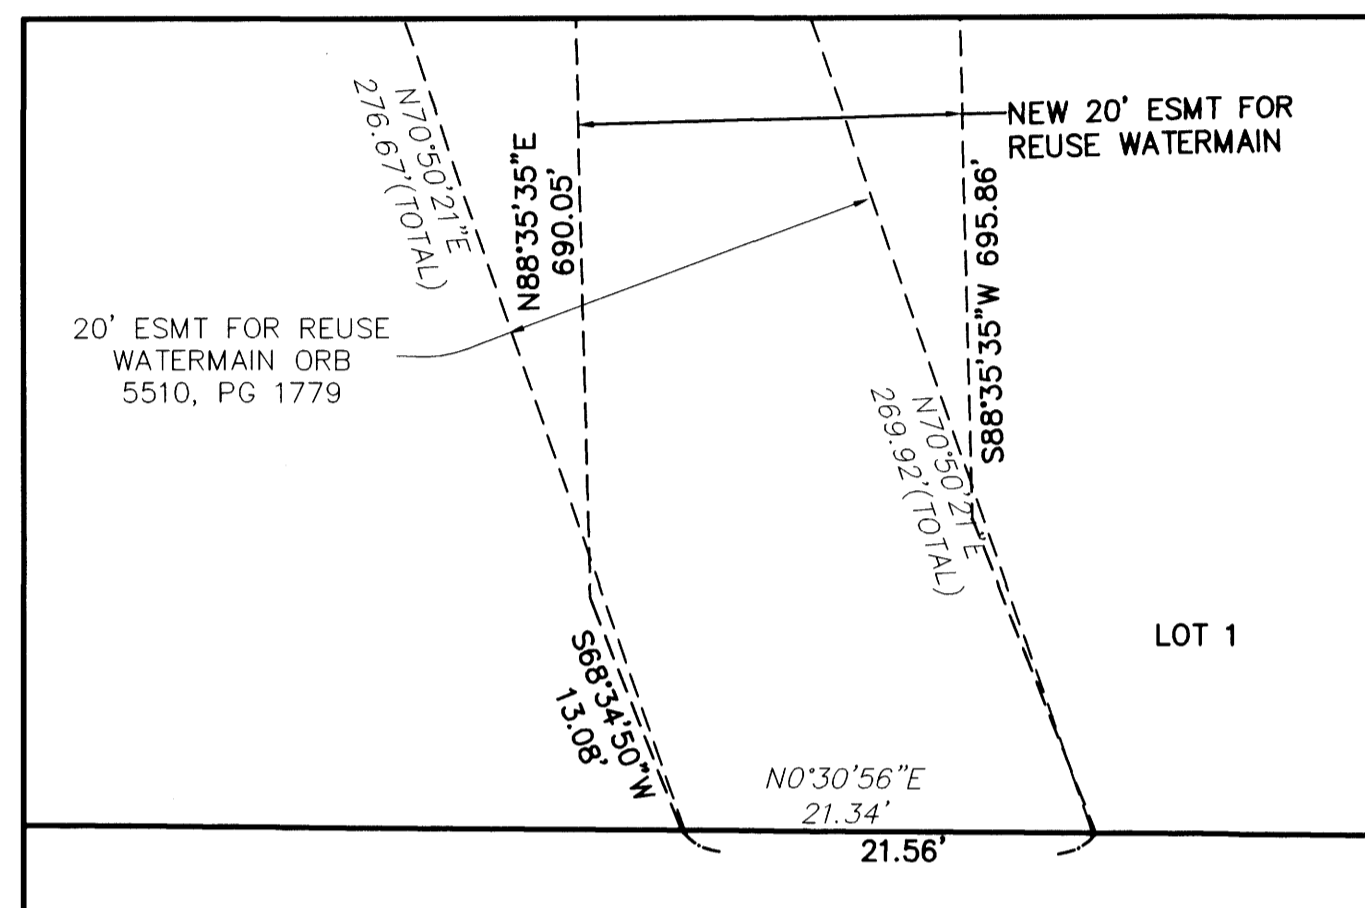 N70°50'21"E
276.67'(TOTAL)
N88°35'35"E
690.05'
NEW 20' ESMT FOR
REUSE WATERMAIN
S88°35'35"W 695.86'
20' ESMT FOR REUSE
WATERMAIN ORB
5510, PG 1779
N70°50'21"E
269.92'(TOTAL)
LOT 1
S68°34'50"W
13.08'
N0°30'56"E
21.34'
21.56'